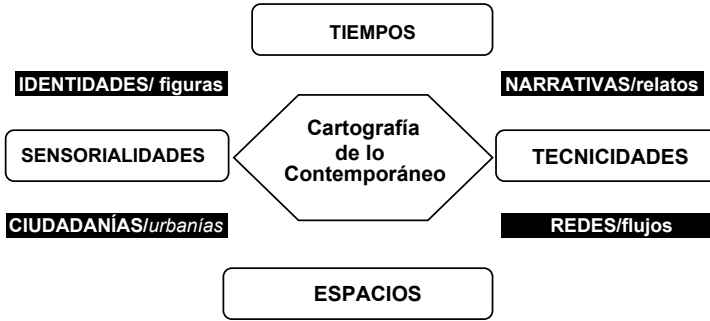 TIEMPOS
IDENTIDADES/ figuras
NARRATIVAS/relatos
Cartografía
de lo
Contemporáneo
SENSORIALIDADES
TECNICIDADES
CIUDADANÍAS/urbanías
REDES/flujos
ESPACIOS